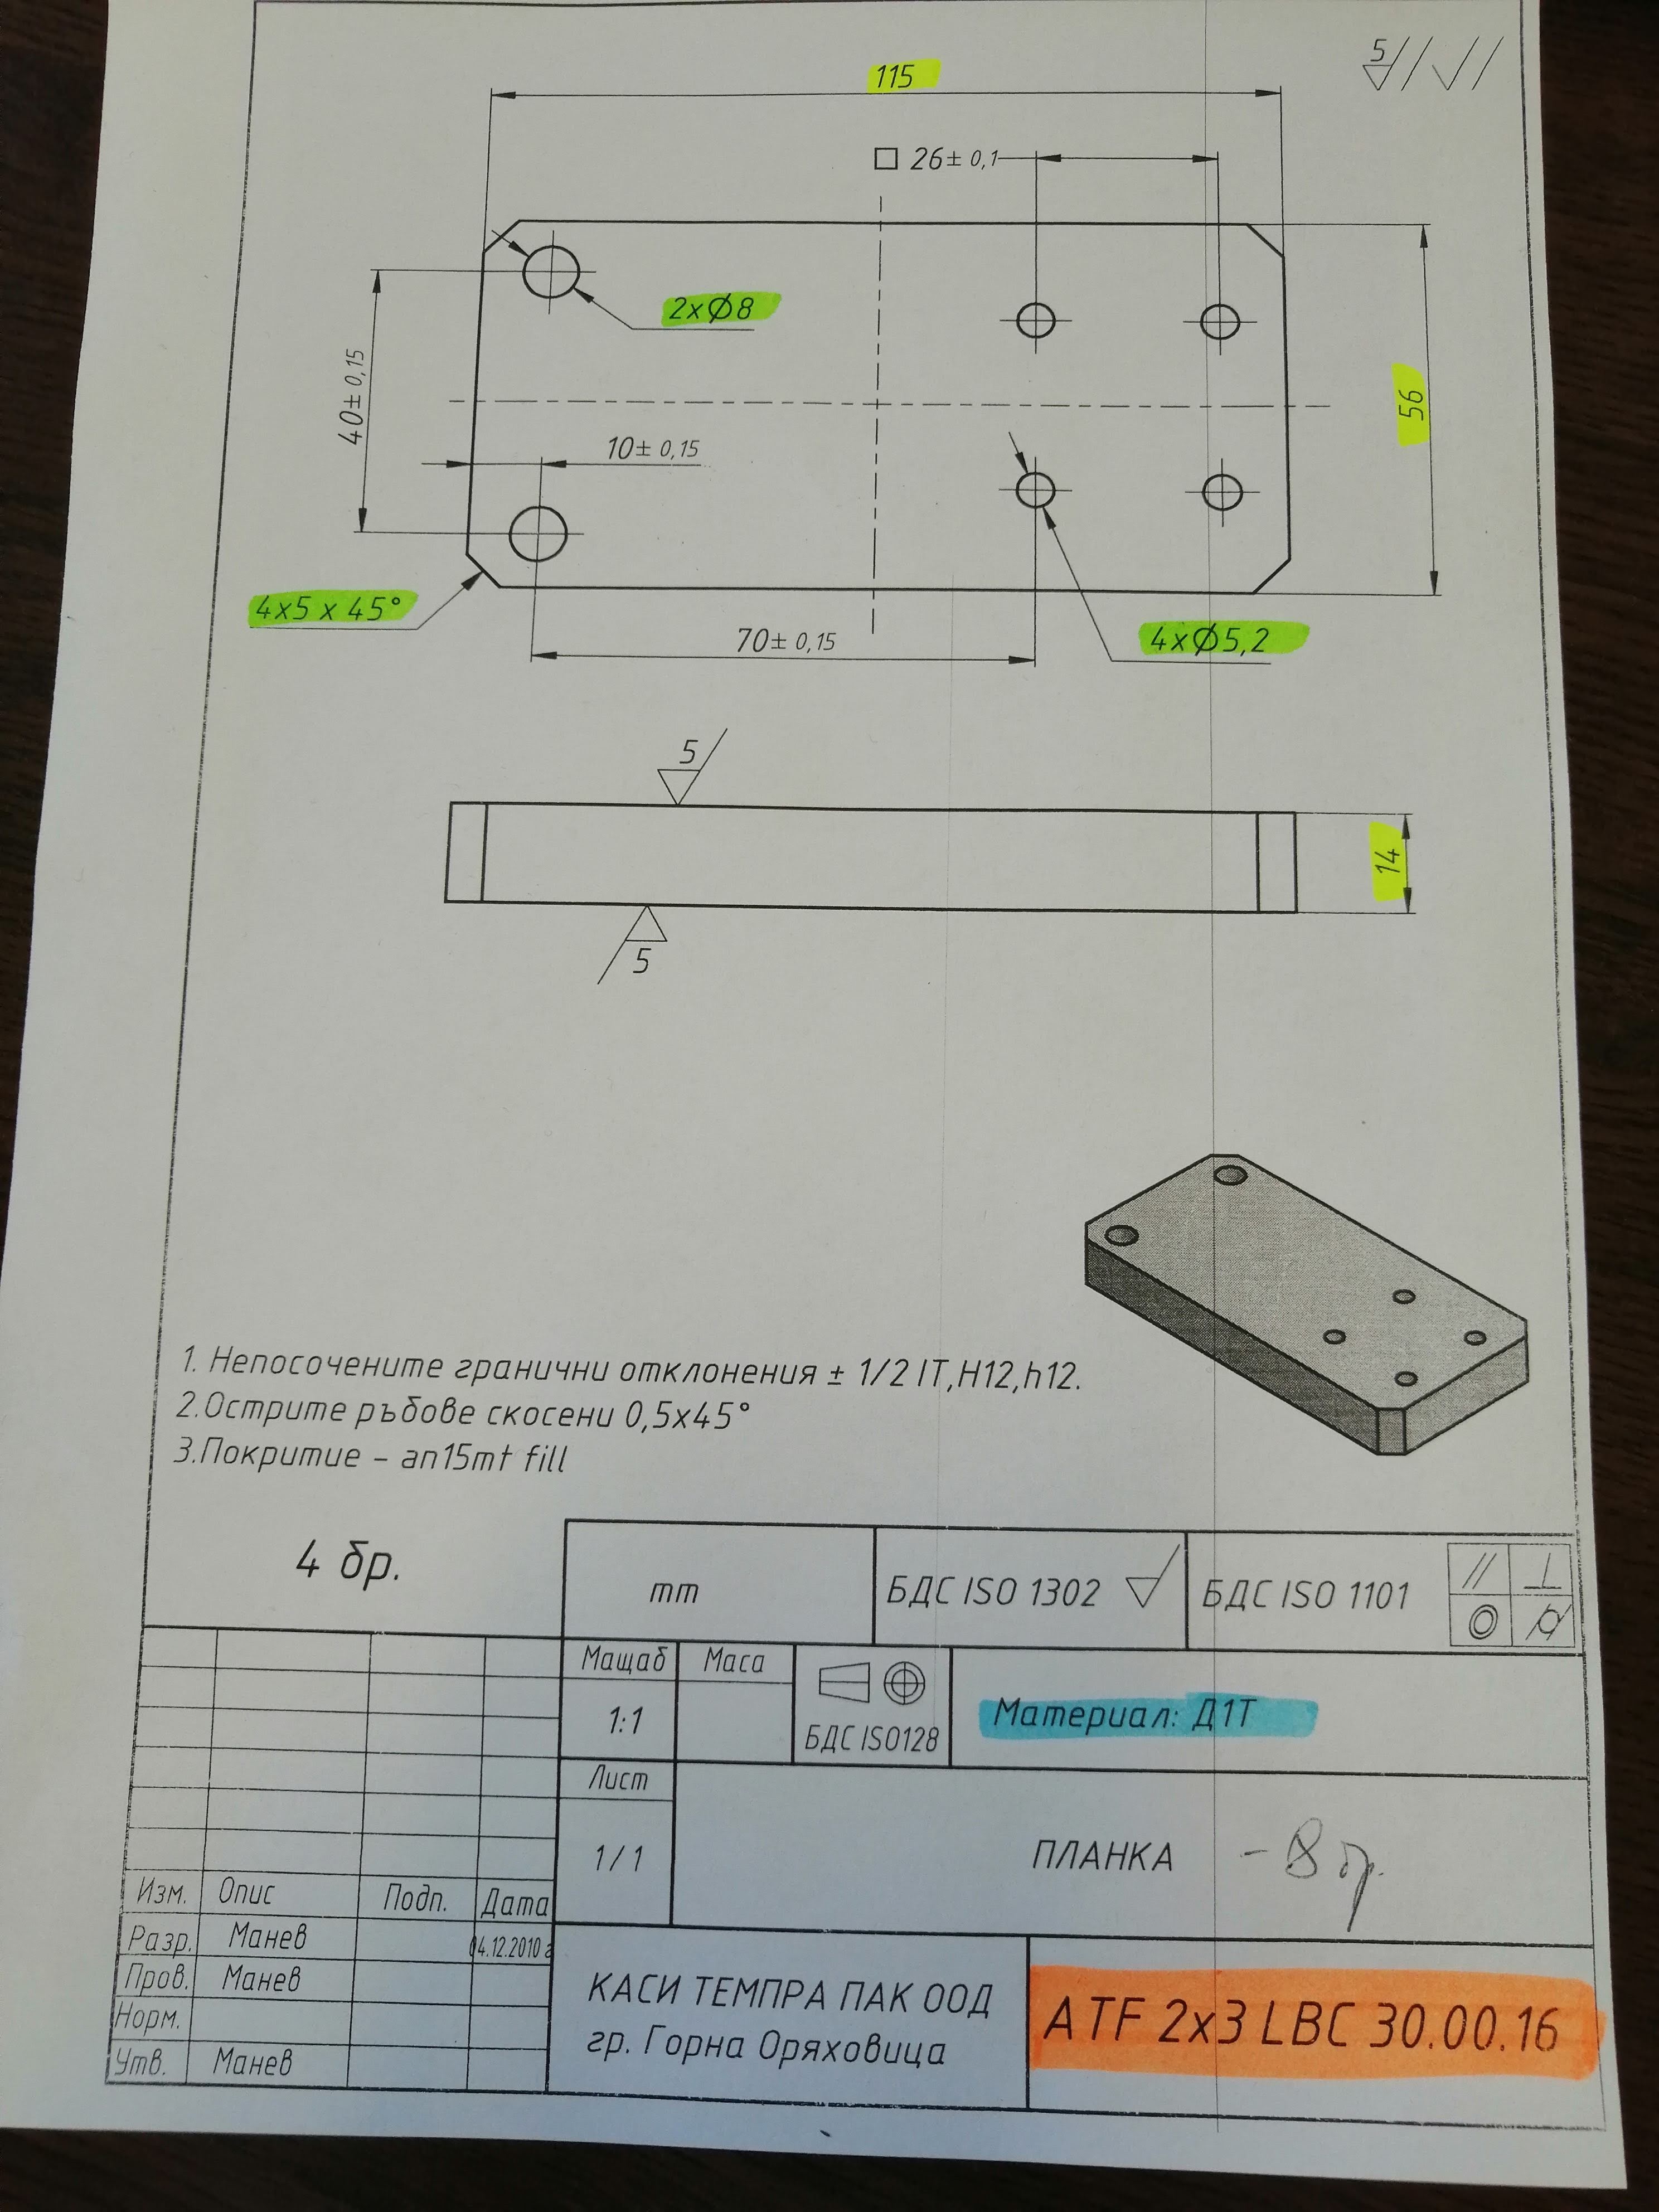 5
115
□ 26± 0,1
2xØ8
40± 0,15
56
10± 0,15
4x5 x 45°
70± 0,15
4xØ5,2
5
14
5
1. Непосочените гранични отклонения ± 1/2 IT,H12,h12.
2.Острите ръбове скосени 0,5x45°
3.Покритие - an15mt fill
4 бр.
mm
БДС ISO 1302
БДС ISO 1101
Мащаб
Маса
1:1
БДС ISO128
Материал: Д1Т
Лист
1/1
ПЛАНКА
- 8 бр.
Изм. Опис Подп. Дата
Разр. Манев 04.12.2010 г
Пров. Манев
Норм.
Утв. Манев
КАСИ ТЕМПРА ПАК ООД
гр. Горна Оряховица
ATF 2x3 LBC 30.00.16